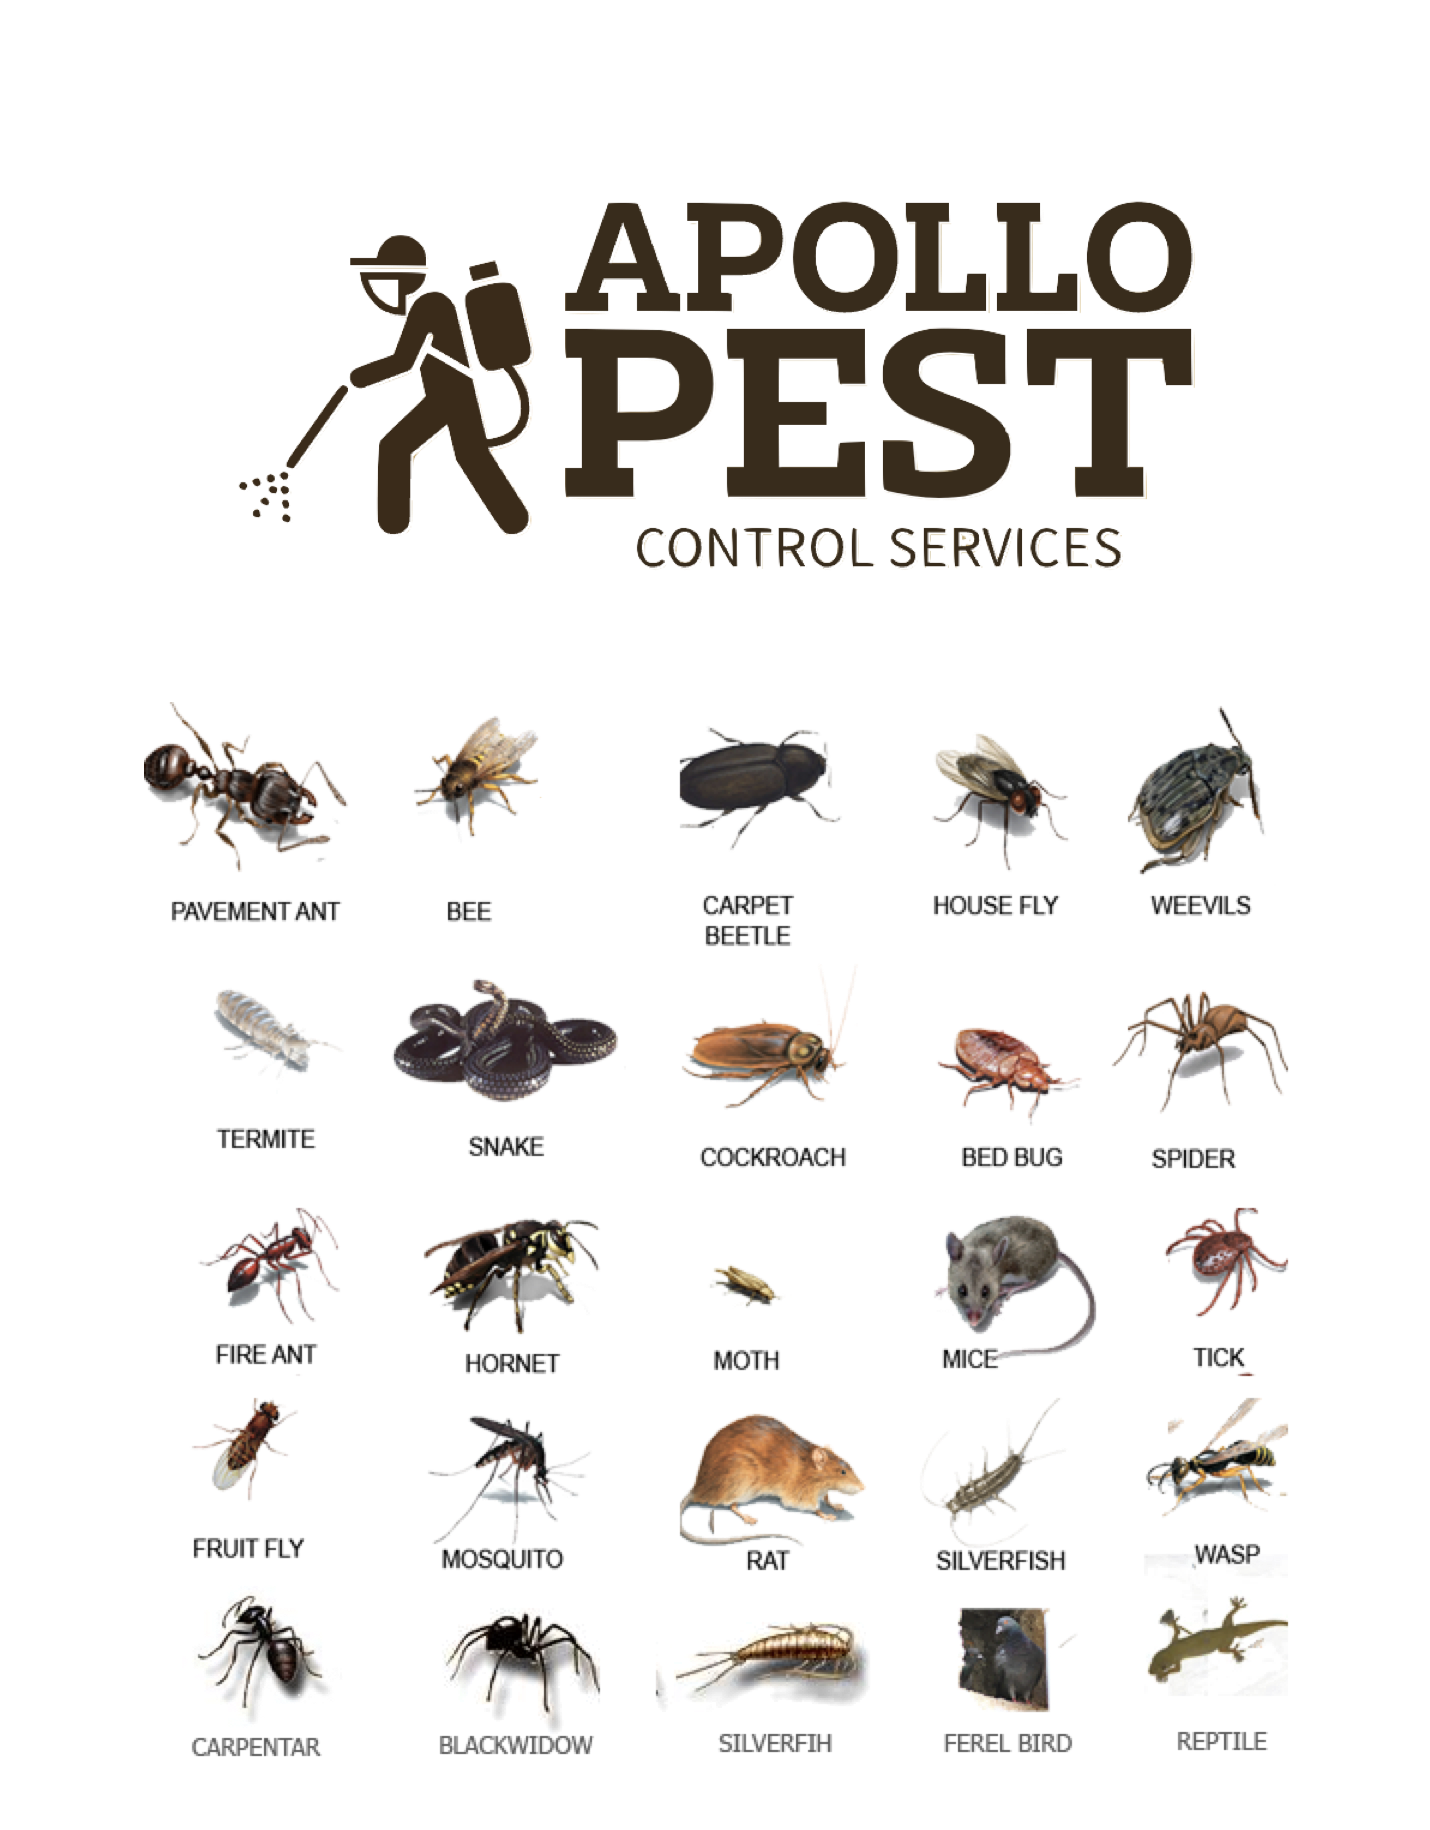 APOLLO
PEST
CONTROL SERVICES
PAVEMENT ANT
BEE
CARPET
BEETLE
HOUSE FLY
WEEVILS
TERMITE
SNAKE
COCKROACH
BED BUG
SPIDER
FIRE ANT
HORNET
MOTH
MICE
TICK
FRUIT FLY
MOSQUITO
RAT
SILVERFISH
WASP
CARPENTAR
BLACKWIDOW
SILVERFIH
FEREL BIRD
REPTILE